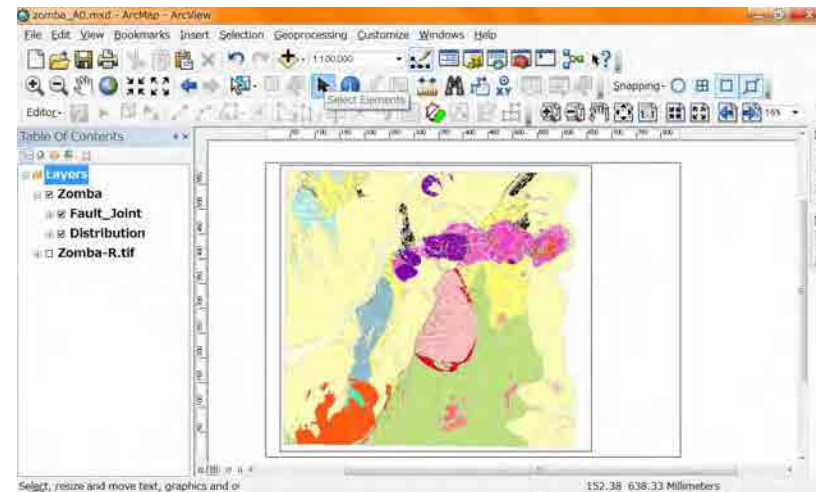 zomba_A0.mxd - ArcMap - ArcView
File Edit View Bookmarks Insert Selection Geoprocessing Customize Windows Help
1:100,000
Snapping-
Editor-
Select Elements
16%
Table Of Contents
Layers
Zomba
Fault_Joint
Distribution
Zomba-R.tif
Select, resize and move text, graphics and o
152.38 638.33 Millimeters